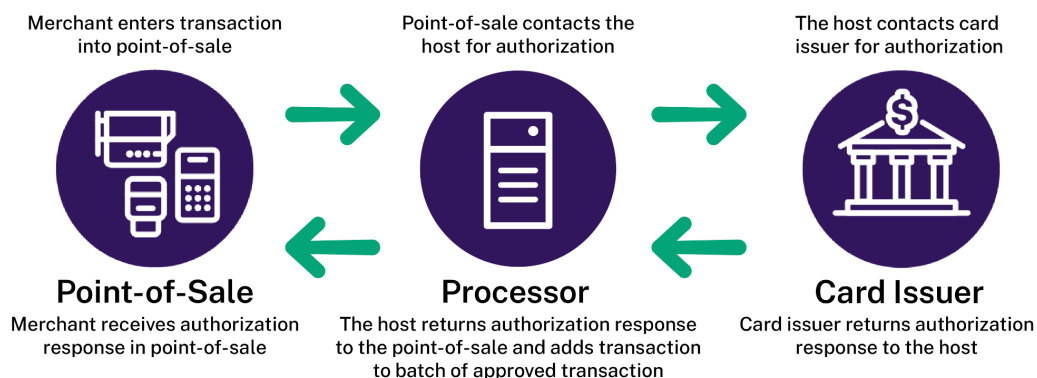 Merchant enters transaction
into point-of-sale
Point-of-sale contacts the
host for authorization
The host contacts card
issuer for authorization
$
Point-of-Sale
Merchant receives authorization
response in point-of-sale
Processor
The host returns authorization response
to the point-of-sale and adds transaction
to batch of approved transaction
Card Issuer
Card issuer returns authorization
response to the host